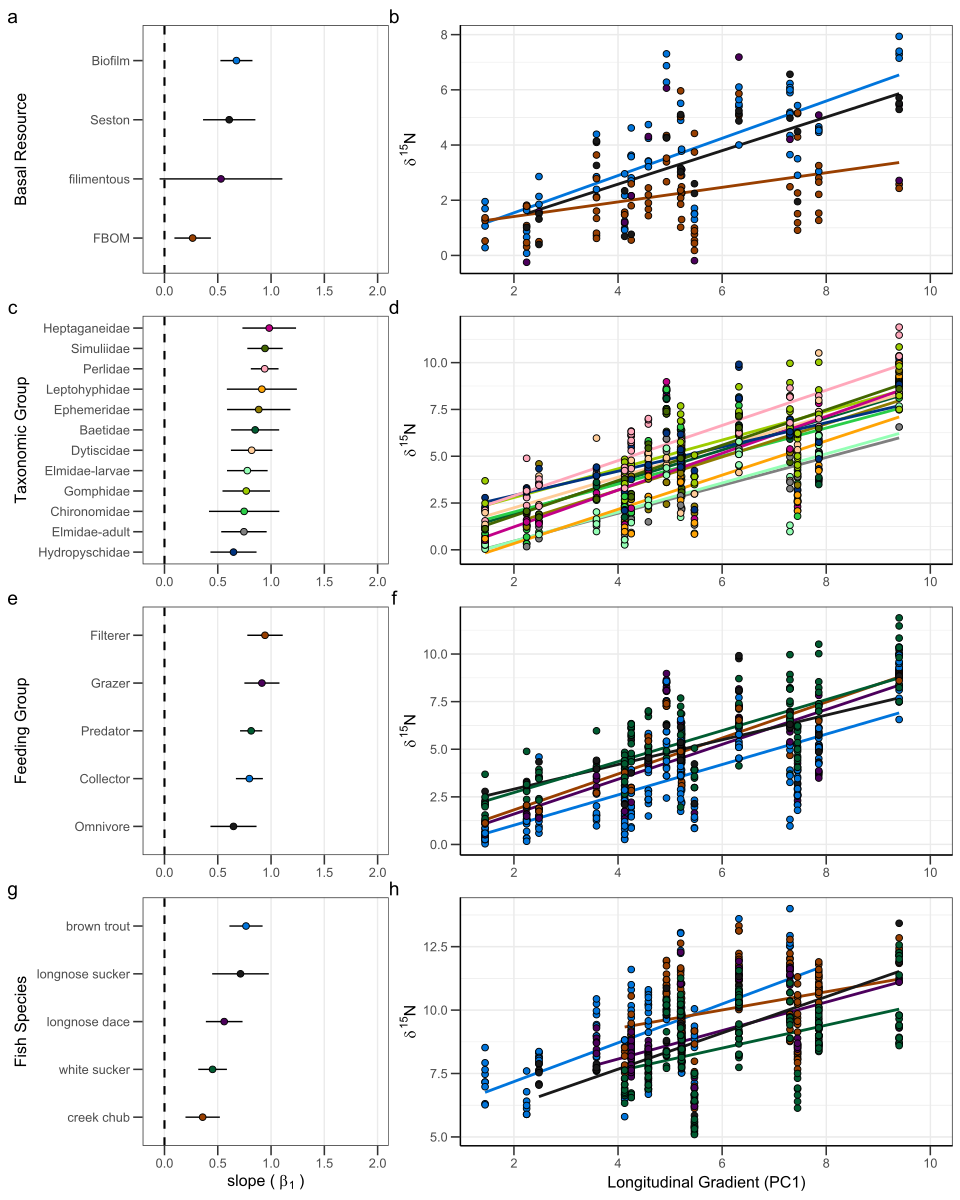 a
Basal Resource
Biofilm
Seston
filimentous
FBOM
0.0 0.5 1.0 1.5 2.0
b
δ 15N
8
6
4
2
0
2 4 6 8 10
c
Taxonomic Group
Heptaganeidae
Simuliidae
Perlidae
Leptohyphidae
Ephemeridae
Baetidae
Dytiscidae
Elmidae-larvae
Gomphidae
Chironomidae
Elmidae-adult
Hydropyschidae
0.0 0.5 1.0 1.5 2.0
d
δ 15N
10.0
7.5
5.0
2.5
0.0
2 4 6 8 10
e
Feeding Group
Filterer
Grazer
Predator
Collector
Omnivore
0.0 0.5 1.0 1.5 2.0
f
δ 15N
10.0
7.5
5.0
2.5
0.0
2 4 6 8 10
g
Fish Species
brown trout
longnose sucker
longnose dace
white sucker
creek chub
0.0 0.5 1.0 1.5 2.0
slope ( β1 )
h
δ 15N
12.5
10.0
7.5
5.0
2 4 6 8 10
Longitudinal Gradient (PC1)